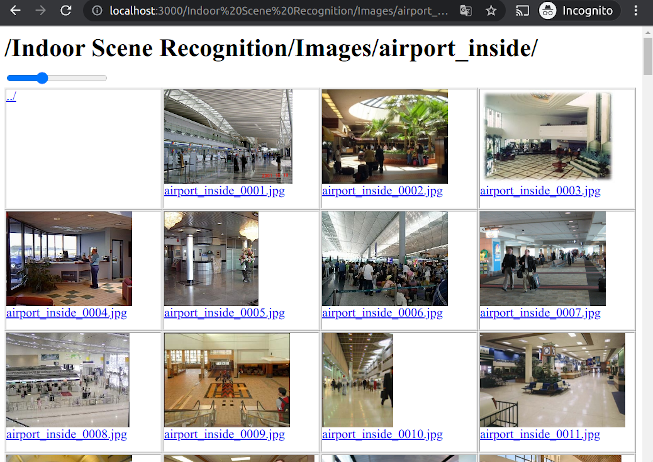 localhost:3000/Indoor%20Scene%20Recognition/Images/airport_...
Incognito
/Indoor Scene Recognition/Images/airport_inside/
../
airport_inside_0001.jpg
airport_inside_0002.jpg
airport_inside_0003.jpg
airport_inside_0004.jpg
airport_inside_0005.jpg
airport_inside_0006.jpg
airport_inside_0007.jpg
airport_inside_0008.jpg
airport_inside_0009.jpg
airport_inside_0010.jpg
airport_inside_0011.jpg